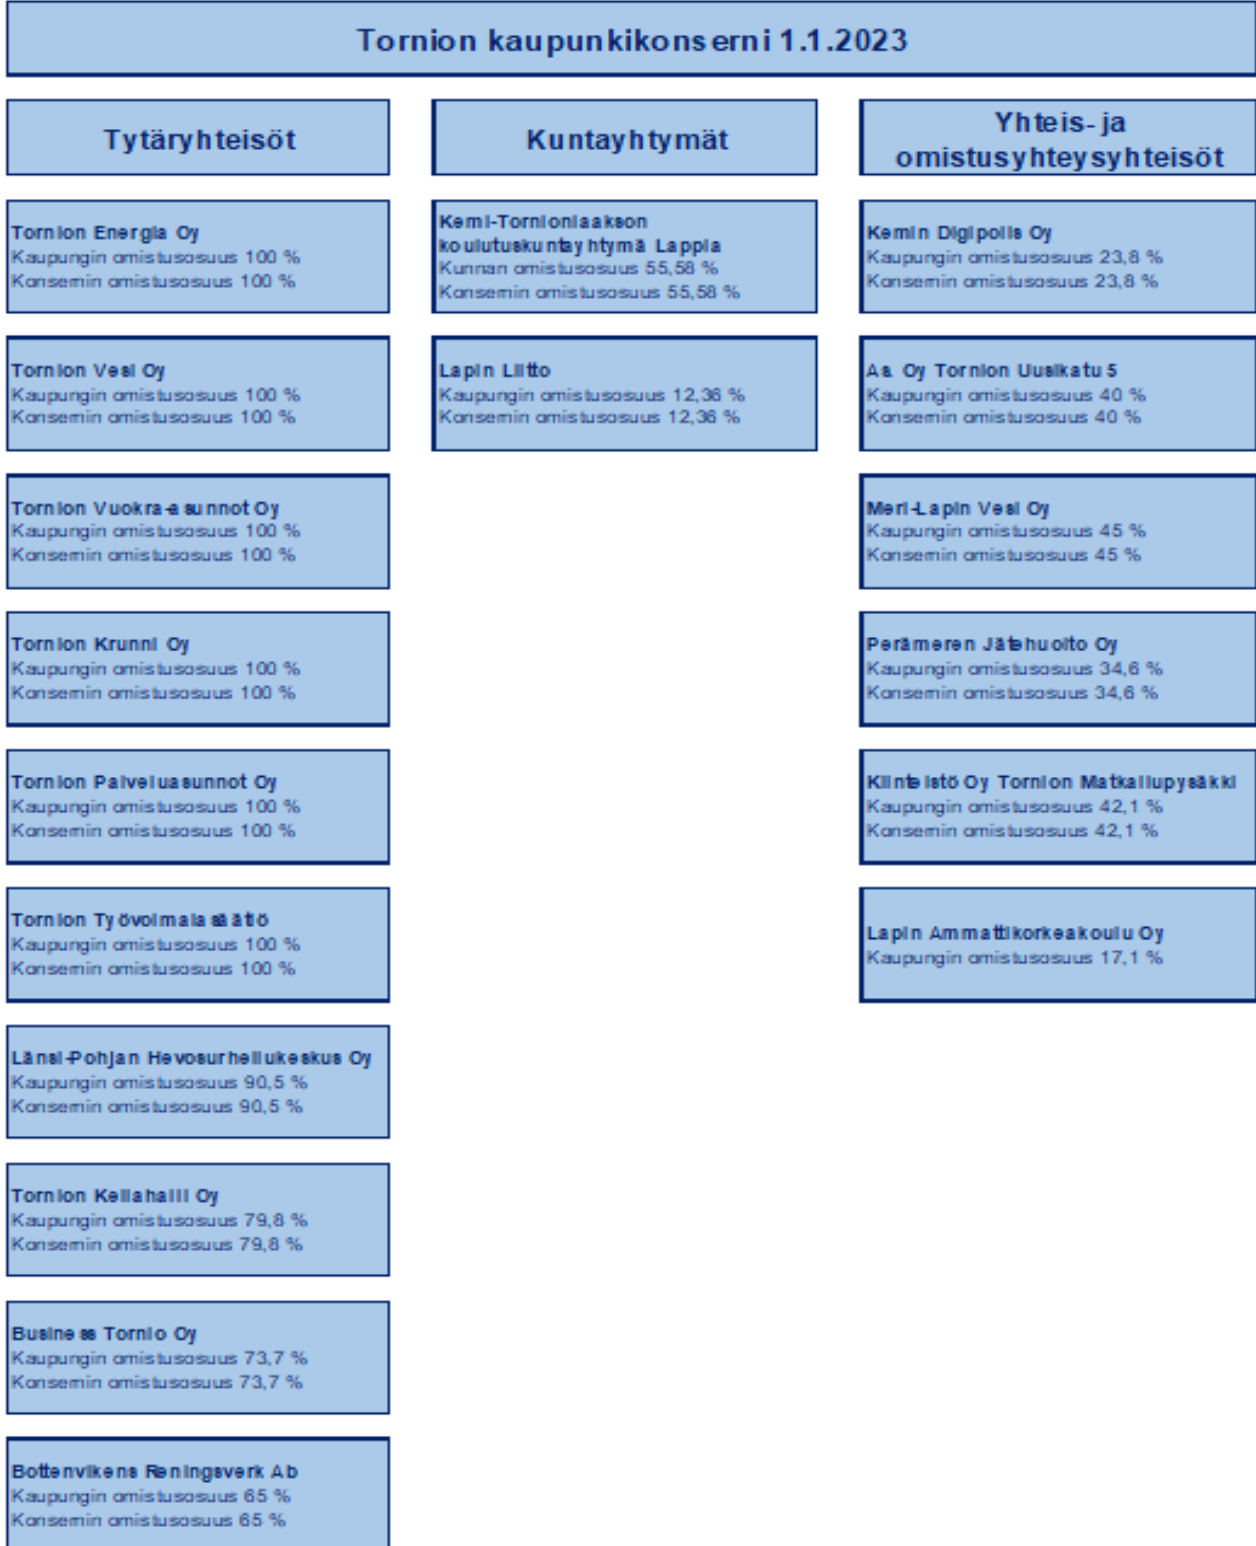 Tornion kaupunkikonserni 1.1.2023
Tytäryhteisöt
Tornion Energia Oy
Kaupungin omistusosuus 100 %
Konsernin omistusosuus 100 %
Tornion Vesi Oy
Kaupungin omistusosuus 100 %
Konsernin omistusosuus 100 %
Tornion Vuokra-asunnot Oy
Kaupungin omistusosuus 100 %
Konsernin omistusosuus 100 %
Tornion Krunni Oy
Kaupungin omistusosuus 100 %
Konsernin omistusosuus 100 %
Tornion Palveluasunnot Oy
Kaupungin omistusosuus 100 %
Konsernin omistusosuus 100 %
Tornion Työvoimalasäätiö
Kaupungin omistusosuus 100 %
Konsernin omistusosuus 100 %
Länsi-Pohjan Hevosurheilukeskus Oy
Kaupungin omistusosuus 90,5 %
Konsernin omistusosuus 90,5 %
Tornion Keilahalli Oy
Kaupungin omistusosuus 79,8 %
Konsernin omistusosuus 79,8 %
Business Tornio Oy
Kaupungin omistusosuus 73,7 %
Konsernin omistusosuus 73,7 %
Bottenvikens Reningsverk Ab
Kaupungin omistusosuus 65 %
Konsernin omistusosuus 65 %
Kuntayhtymät
Kemi-Tornionlaakson
koulutuskuntayhtymä Lappia
Kunnan omistusosuus 55,58 %
Konsernin omistusosuus 55,58 %
Lapin Liitto
Kaupungin omistusosuus 12,36 %
Konsernin omistusosuus 12,36 %
Yhteis- ja
omistusyhteysyhteisöt
Kemin Digipolis Oy
Kaupungin omistusosuus 23,8 %
Konsernin omistusosuus 23,8 %
As. Oy Tornion Uusikatu 5
Kaupungin omistusosuus 40 %
Konsernin omistusosuus 40 %
Meri-Lapin Vesi Oy
Kaupungin omistusosuus 45 %
Konsernin omistusosuus 45 %
Perämeren Jätehuolto Oy
Kaupungin omistusosuus 34,6 %
Konsernin omistusosuus 34,6 %
Kiinteistö Oy Tornion Matkailupysäkki
Kaupungin omistusosuus 42,1 %
Konsernin omistusosuus 42,1 %
Lapin Ammattikorkeakoulu Oy
Kaupungin omistusosuus 17,1 %